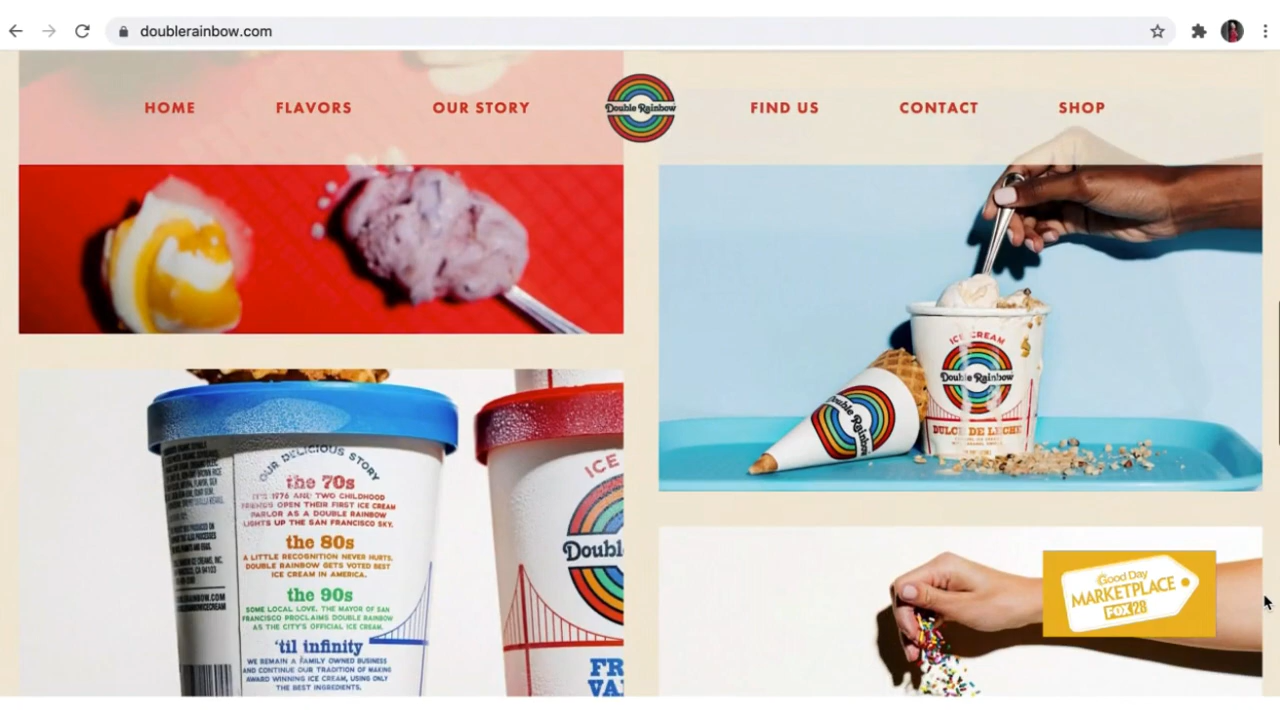 doublerainbow.com
HOME
FLAVORS
OUR STORY
Double Rainbow
FIND US
CONTACT
SHOP
ICE CREAM
Double Rainbow
DULCE DE LECHE
Double Rainbow
OUR DELICIOUS STORY
the 70s
IT'S 1976 AND TWO CHILDHOOD
FRIENDS OPEN THEIR FIRST ICE CREAM
PARLOR AS A DOUBLE RAINBOW
LIGHTS UP THE SAN FRANCISCO SKY.
the 80s
A LITTLE RECOGNITION NEVER HURTS.
DOUBLE RAINBOW GETS VOTED BEST
ICE CREAM IN AMERICA.
the 90s
SOME LOCAL LOVE. THE MAYOR OF SAN
FRANCISCO PROCLAIMS DOUBLE RAINBOW
AS THE CITY'S OFFICIAL ICE CREAM.
'til infinity
WE REMAIN A FAMILY OWNED BUSINESS
AND CONTINUE OUR TRADITION OF MAKING
AWARD WINNING ICE CREAM, USING ONLY
THE BEST INGREDIENTS.
ICE
Doubl
FR
VA
Good Day
MARKETPLACE
FOX 28